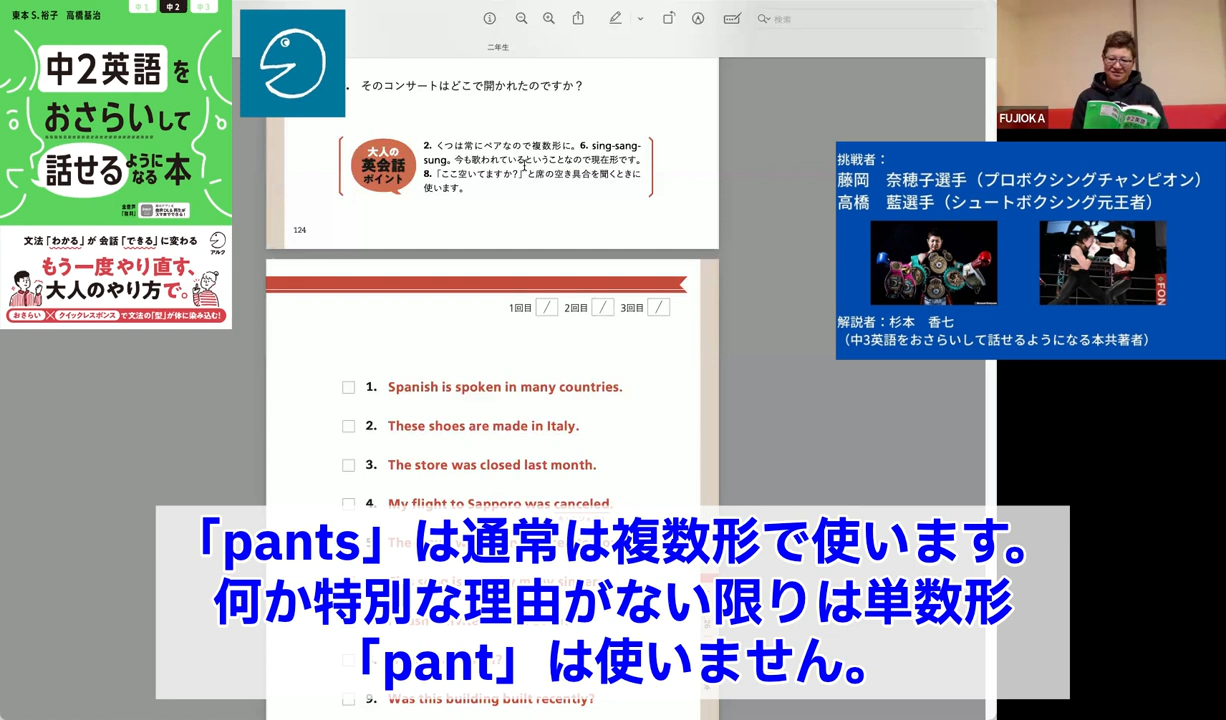 東本S.裕子 高橋基治
中1
中2
中3
中2英語を
おさらいして
話せるようになる本
文法「わかる」が会話「できる」に変わる
アルク
もう一度やり直す、
大人のやり方で。
おさらい×クイックレスポンスで文法の「型」が体に染み込む!
検索
二年生
そのコンサートはどこで開かれたのですか?
大人の
英会話
ポイント
2. くつは常にペアなので複数形に。6. sing-sang-
sung。今も歌われているということなので現在形です。
8.「ここ空いてますか?」と席の空き具合を聞くときに
使います。
124
1回目 / 2回目 / 3回目 /
1. Spanish is spoken in many countries.
2. These shoes are made in Italy.
3. The store was closed last month.
4. My flight to Sapporo was canceled.
9. Was this building built recently?
「pants」は通常は複数形で使います。
何か特別な理由がない限りは単数形
「pant」は使いません。
FUJIOKA
挑戦者:
藤岡 奈穂子選手(プロボクシングチャンピオン)
高橋 藍選手(シュートボクシング元王者)
解説者:杉本 香七
(中3英語をおさらいして話せるようになる本共著者)